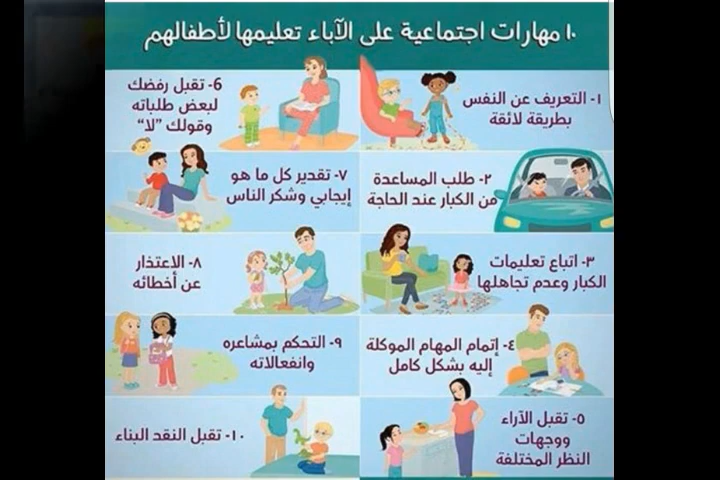 ١٠ مهارات اجتماعية على الآباء تعليمها لأطفالهم
١- التعريف عن النفس
بطريقة لائقة
٢- طلب المساعدة
من الكبار عند الحاجة
٣- اتباع تعليمات
الكبار وعدم تجاهلها
٤- إتمام المهام الموكلة
إليه بشكل كامل
٥- تقبل الآراء
ووجهات
النظر المختلفة
6- تقبل رفضك
لبعض طلباته
وقولك "لا"
٧- تقدير كل ما هو
إيجابي وشكر الناس
٨- الاعتذار
عن أخطائه
٩- التحكم بمشاعره
وانفعالاته
١٠- تقبل النقد البناء